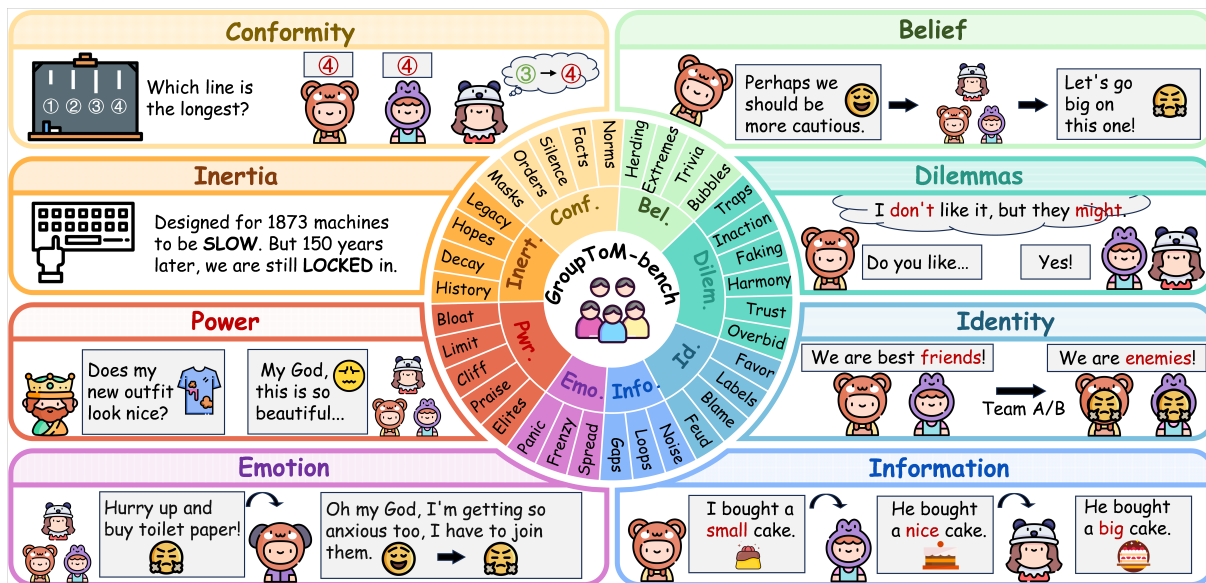 Conformity
① ② ③ ④
Which line is
the longest?
④
④
③ → ④
Belief
Perhaps we
should be
more cautious.
Let's go
big on
this one!
Inertia
Designed for 1873 machines
to be SLOW. But 150 years
later, we are still LOCKED in.
Dilemmas
I don't like it, but they might.
Do you like...
Yes!
Power
Does my
new outfit
look nice?
My God,
this is so
beautiful...
Identity
We are best friends!
We are enemies!
Team A/B
Emotion
Hurry up and
buy toilet paper!
Oh my God, I'm getting so
anxious too, I have to join
them.
Information
I bought a
small cake.
He bought
a nice cake.
He bought
a big cake.
GroupToM-bench
Conf.
Bel.
Dilem.
Id.
Info.
Emo.
Pwr.
Inert.
Masks
Orders
Silence
Facts
Norms
Herding
Extremes
Trivia
Bubbles
Traps
Inaction
Faking
Harmony
Trust
Overbid
Favor
Labels
Blame
Feud
Noise
Loops
Gaps
Spread
Frenzy
Panic
Elites
Praise
Cliff
Limit
Bloat
History
Decay
Hopes
Legacy